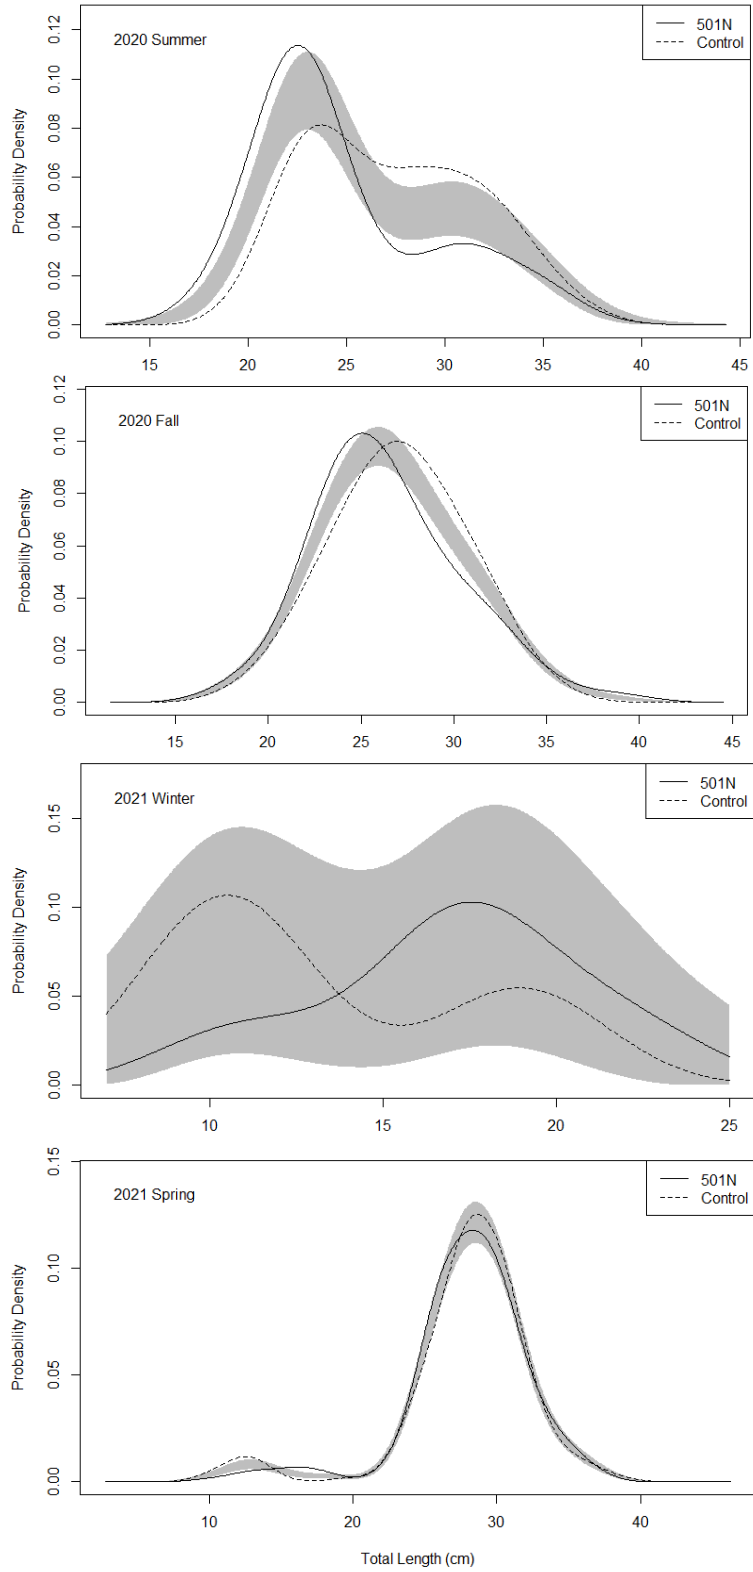 2020 Summer
501N
Control
Probability Density
0.00 0.02 0.04 0.06 0.08 0.10 0.12
15 20 25 30 35 40 45
2020 Fall
501N
Control
Probability Density
0.00 0.02 0.04 0.06 0.08 0.10 0.12
15 20 25 30 35 40 45
2021 Winter
501N
Control
Probability Density
0.00 0.05 0.10 0.15
10 15 20 25
2021 Spring
501N
Control
Probability Density
0.00 0.05 0.10 0.15
10 20 30 40
Total Length (cm)